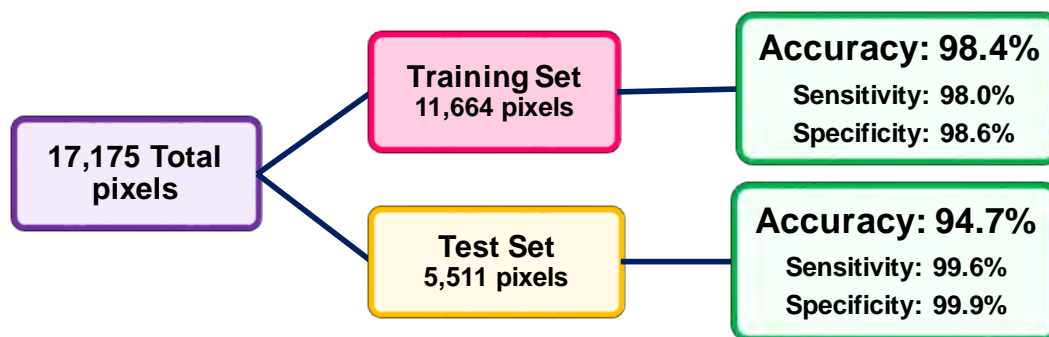 17,175 Total
pixels
Training Set
11,664 pixels
Accuracy: 98.4%
Sensitivity: 98.0%
Specificity: 98.6%
Test Set
5,511 pixels
Accuracy: 94.7%
Sensitivity: 99.6%
Specificity: 99.9%